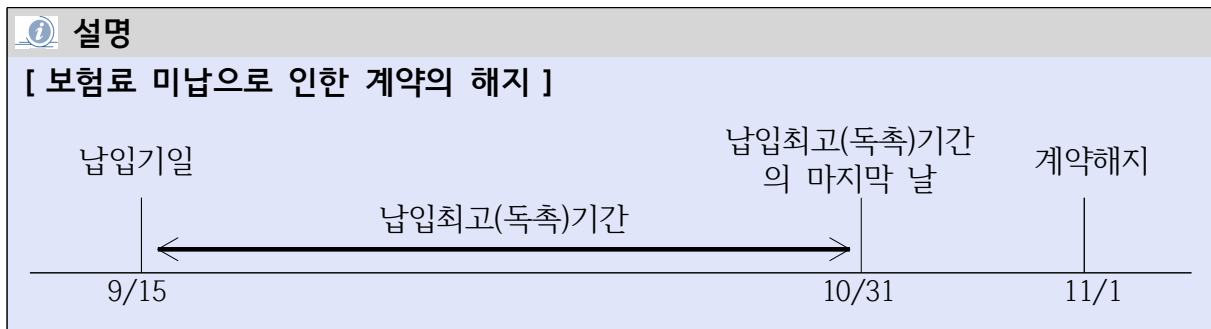 설명
[ 보험료 미납으로 인한 계약의 해지 ]
납입기일
납입최고(독촉)기간
의 마지막 날
계약해지
납입최고(독촉)기간
9/15
10/31
11/1